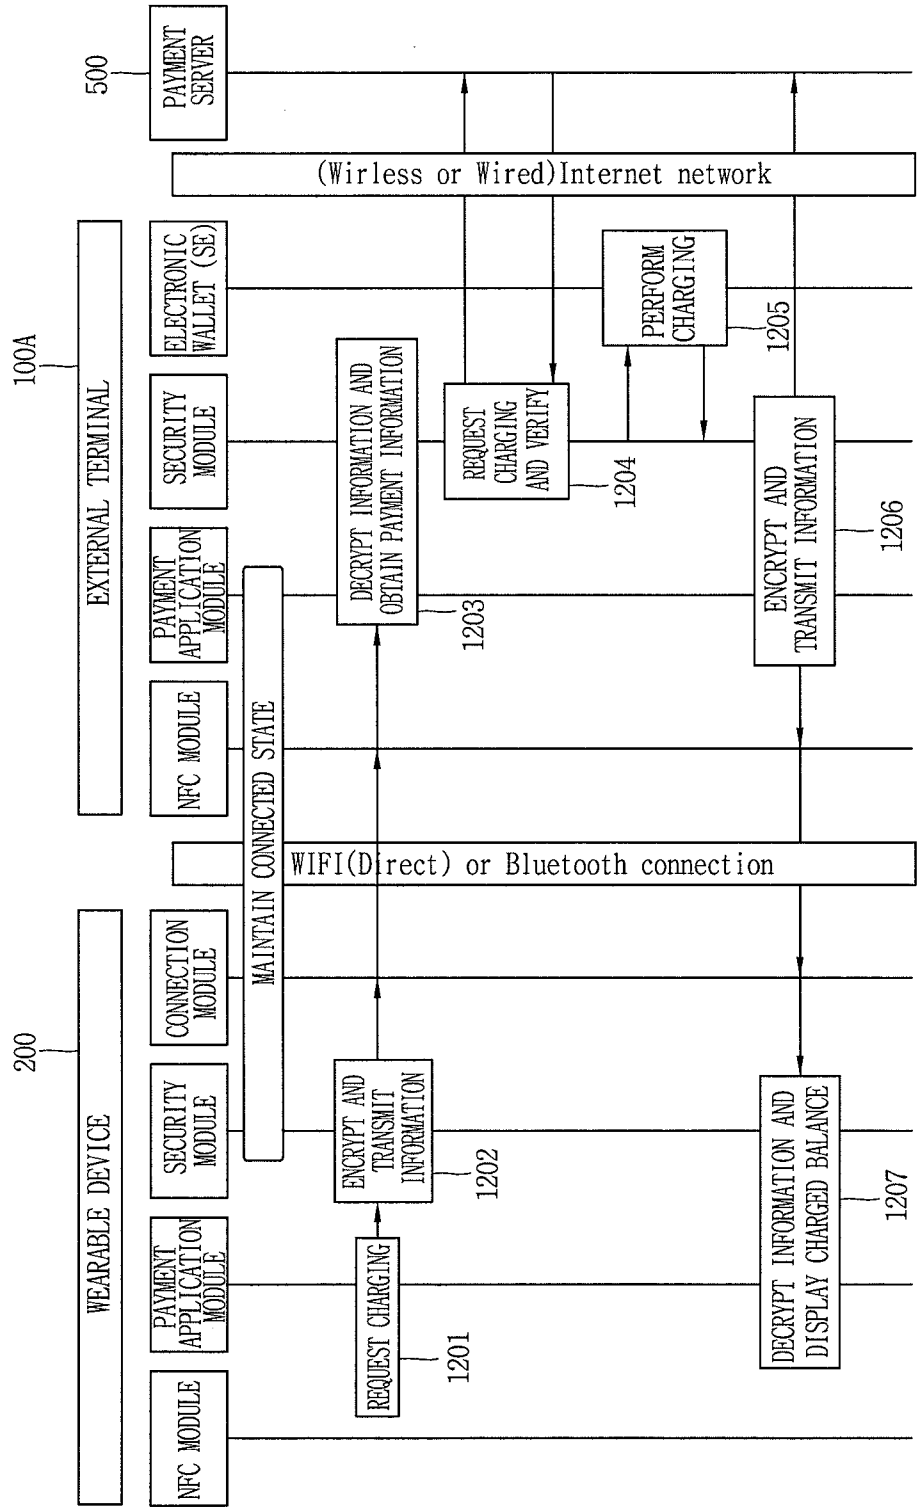 200
100A
500
WEARABLE DEVICE
EXTERNAL TERMINAL
NFC MODULE
PAYMENT
APPLICATION
MODULE
SECURITY
MODULE
CONNECTION
MODULE
NFC MODULE
PAYMENT
APPLICATION
MODULE
SECURITY
MODULE
ELECTRONIC
WALLET (SE)
PAYMENT
SERVER
MAINTAIN CONNECTED STATE
WIFI(Direct) or Bluetooth connection
(Wirless or Wired)Internet network
REQUEST CHARGING
1201
ENCRYPT AND
TRANSMIT
INFORMATION
1202
DECRYPT INFORMATION AND
OBTAIN PAYMENT INFORMATION
1203
REQUEST
CHARGING
AND VERIFY
1204
PERFORM
CHARGING
1205
ENCRYPT AND
TRANSMIT INFORMATION
1206
DECRYPT INFORMATION AND
DISPLAY CHARGED BALANCE
1207